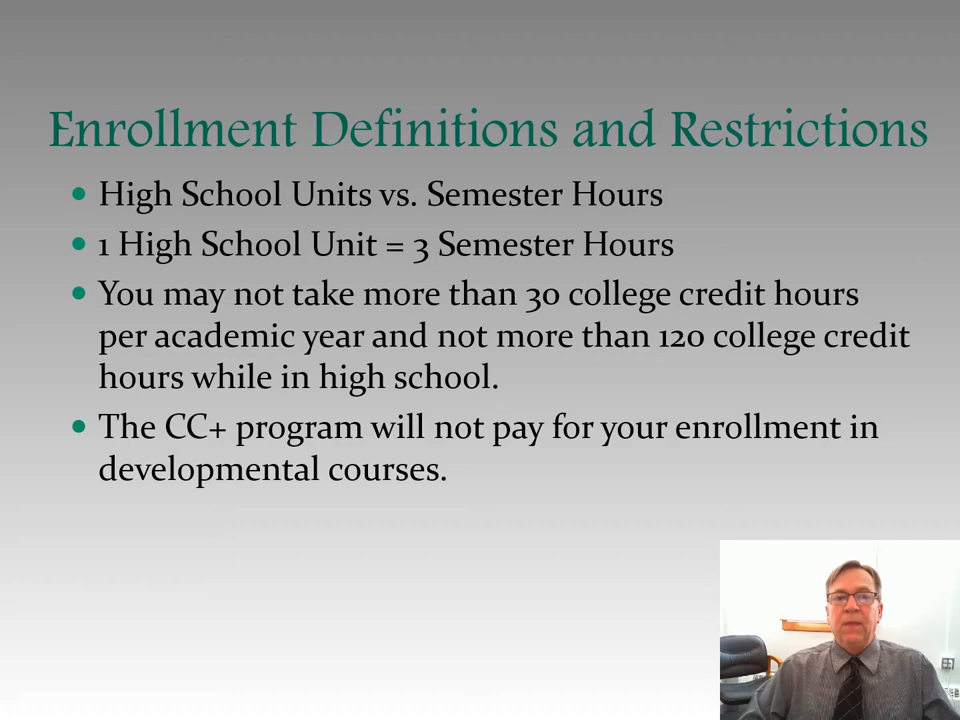 Enrollment Definitions and Restrictions
High School Units vs. Semester Hours
1 High School Unit = 3 Semester Hours
You may not take more than 30 college credit hours
per academic year and not more than 120 college credit
hours while in high school.
The CC+ program will not pay for your enrollment in
developmental courses.